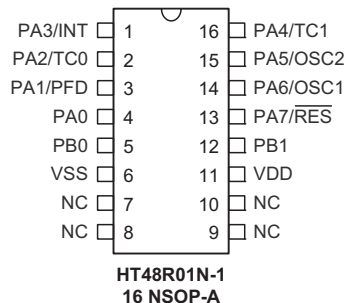 PA3/INT 1 16 PA4/TC1
PA2/TC0 2 15 PA5/OSC2
PA1/PFD 3 14 PA6/OSC1
PA0 4 13 PA7/R̅E̅S̅
PB0 5 12 PB1
VSS 6 11 VDD
NC 7 10 NC
NC 8 9 NC
HT48R01N-1
16 NSOP-A